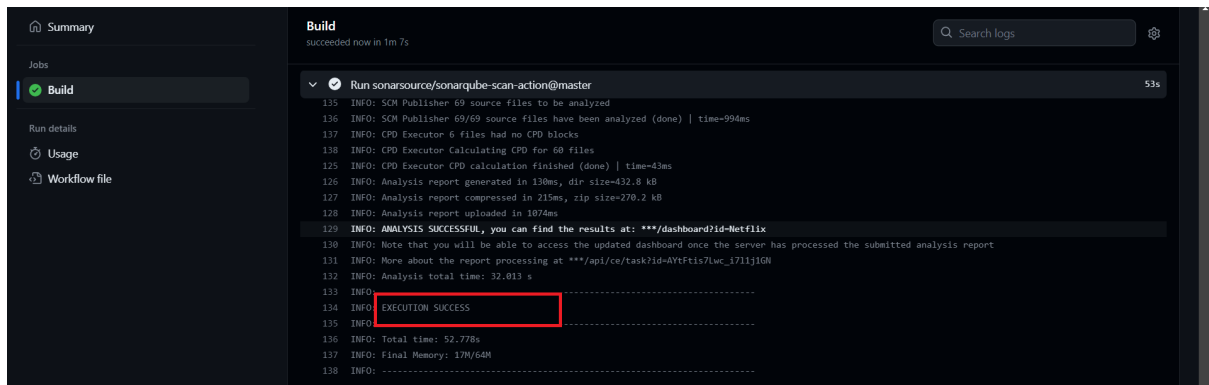 Summary
Jobs
Build
Run details
Usage
Workflow file
Build
succeeded now in 1m 7s
Search logs
Run sonarsource/sonarqube-scan-action@master
53s
135 INFO: SCM Publisher 69 source files to be analyzed
136 INFO: SCM Publisher 69/69 source files have been analyzed (done) | time=994ms
137 INFO: CPD Executor 6 files had no CPD blocks
138 INFO: CPD Executor Calculating CPD for 60 files
125 INFO: CPD Executor CPD calculation finished (done) | time=43ms
126 INFO: Analysis report generated in 130ms, dir size=432.8 kB
127 INFO: Analysis report compressed in 215ms, zip size=270.2 kB
128 INFO: Analysis report uploaded in 1074ms
129 INFO: ANALYSIS SUCCESSFUL, you can find the results at: ***/dashboard?id=Netflix
130 INFO: Note that you will be able to access the updated dashboard once the server has processed the submitted analysis report
131 INFO: More about the report processing at ***/api/ce/task?id=AYtFtis7Lwc_i7l1j1GN
132 INFO: Analysis total time: 32.013 s
133 INFO: ------------------------------------
134 INFO: EXECUTION SUCCESS
135 INFO: ------------------------------------
136 INFO: Total time: 52.778s
137 INFO: Final Memory: 17M/64M
138 INFO: ------------------------------------------------------------------------